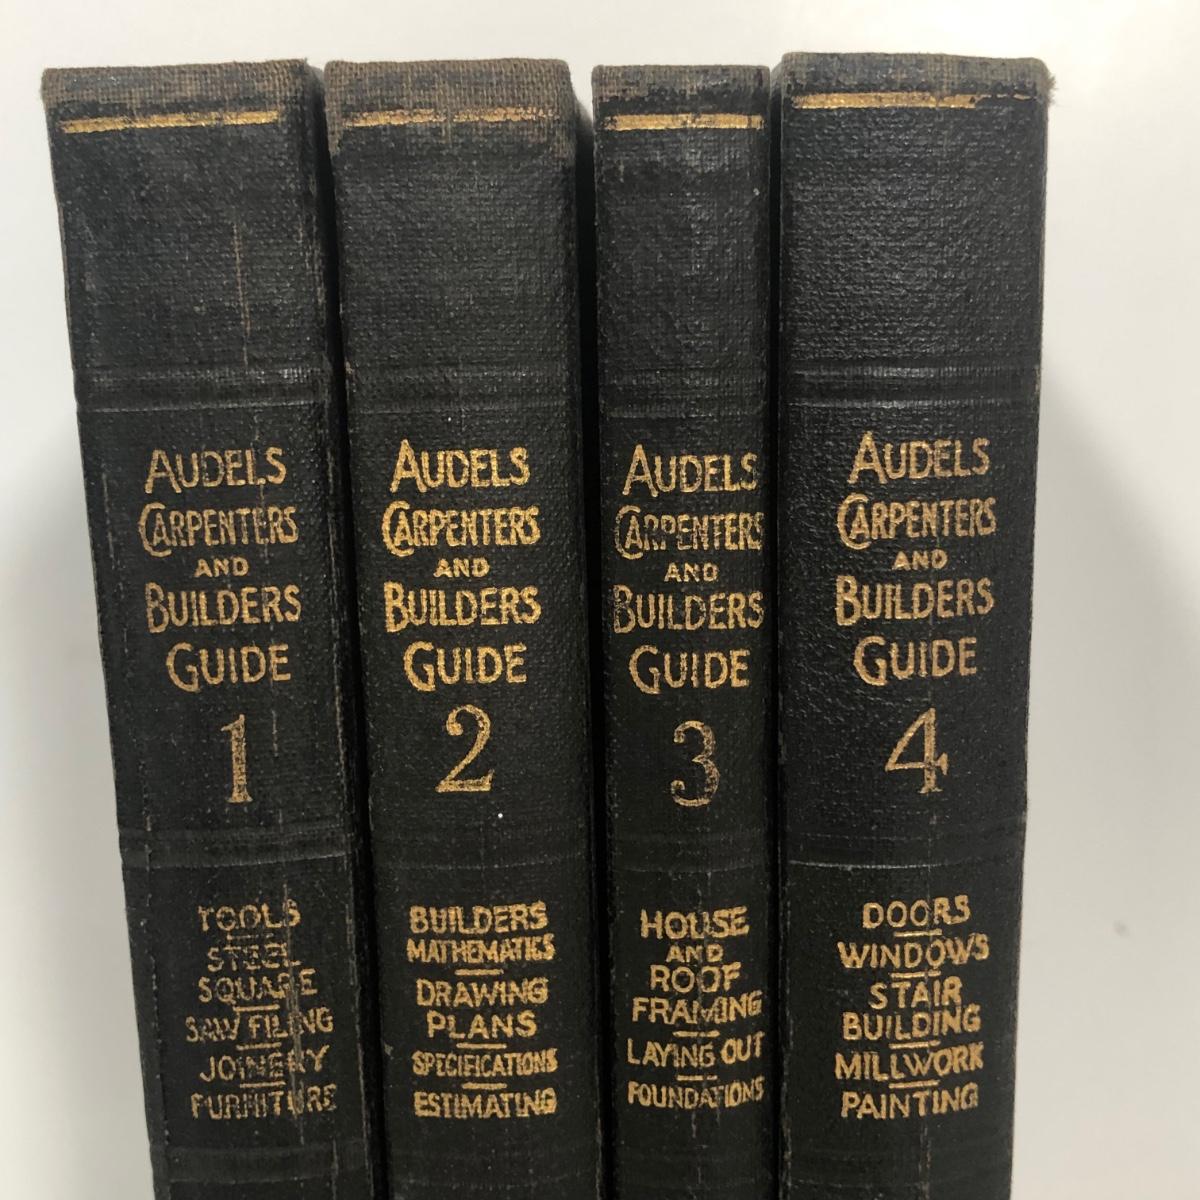 AUDELS
CARPENTERS
AND
BUILDERS
GUIDE
1
TOOLS
STEEL
SQUARE
SAW FILING
JOINERY
FURNITURE
AUDELS
CARPENTERS
AND
BUILDERS
GUIDE
2
BUILDERS
MATHEMATICS
DRAWING
PLANS
SPECIFICATIONS
ESTIMATING
AUDELS
CARPENTERS
AND
BUILDERS
GUIDE
3
HOUSE
AND
ROOF
FRAMING
LAYING OUT
FOUNDATIONS
AUDELS
CARPENTERS
AND
BUILDERS
GUIDE
4
DOORS
WINDOWS
STAIR
BUILDING
MILLWORK
PAINTING